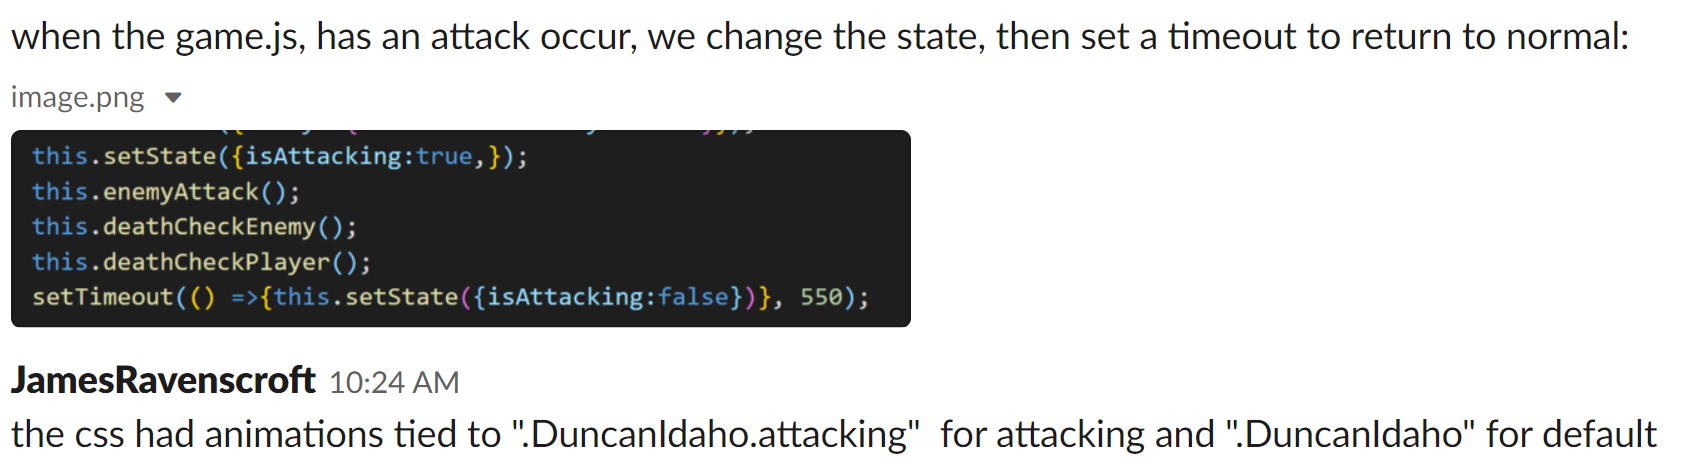 when the game.js, has an attack occur, we change the state, then set a timeout to return to normal:
image.png
this.setState({isAttacking:true,});
this.enemyAttack();
this.deathCheckEnemy();
this.deathCheckPlayer();
setTimeout(() =>{this.setState({isAttacking:false})}, 550);
JamesRavenscroft 10:24 AM
the css had animations tied to ".DuncanIdaho.attacking"  for attacking and ".DuncanIdaho" for default